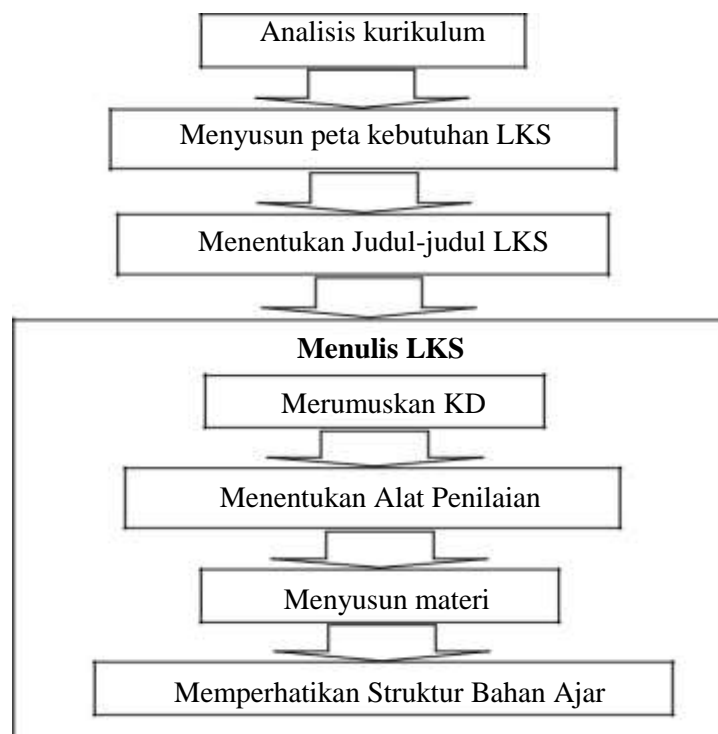 Analisis kurikulum
Menyusun peta kebutuhan LKS
Menentukan Judul-judul LKS
Menulis LKS
Merumuskan KD
Menentukan Alat Penilaian
Menyusun materi
Memperhatikan Struktur Bahan Ajar